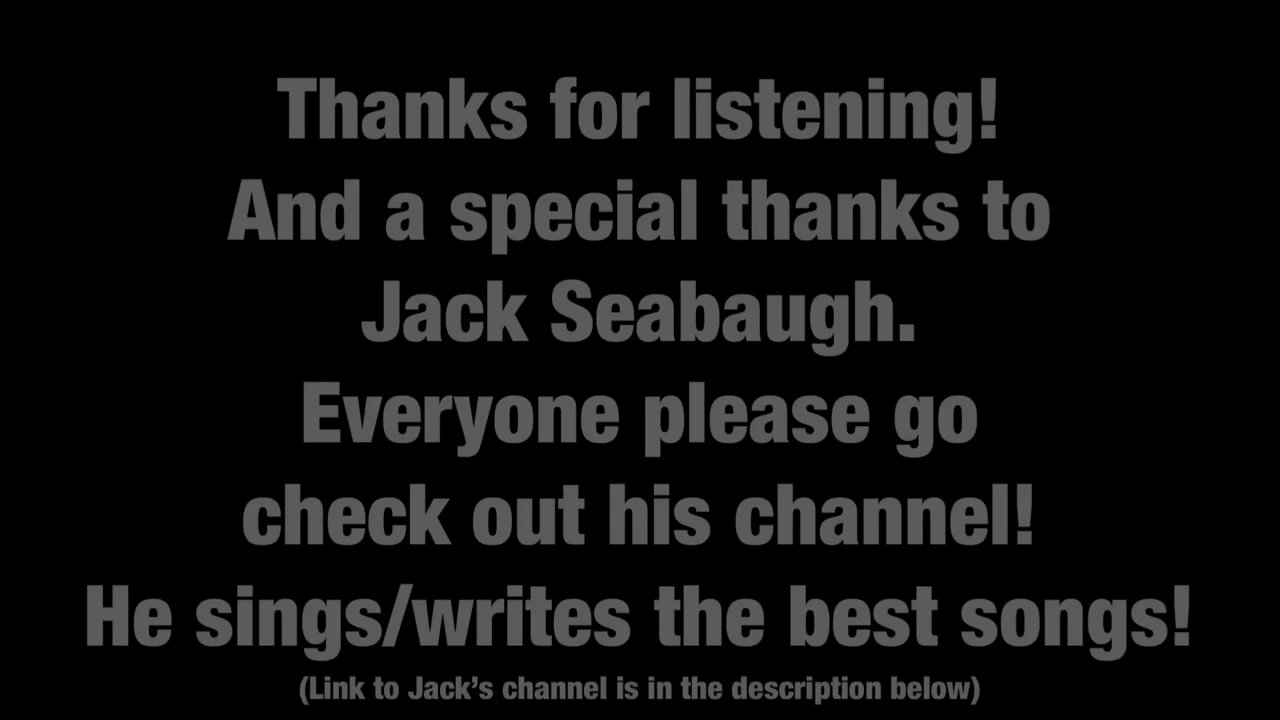 Thanks for listening!
And a special thanks to
Jack Seabaugh.
Everyone please go
check out his channel!
He sings/writes the best songs!
(Link to Jack’s channel is in the description below)